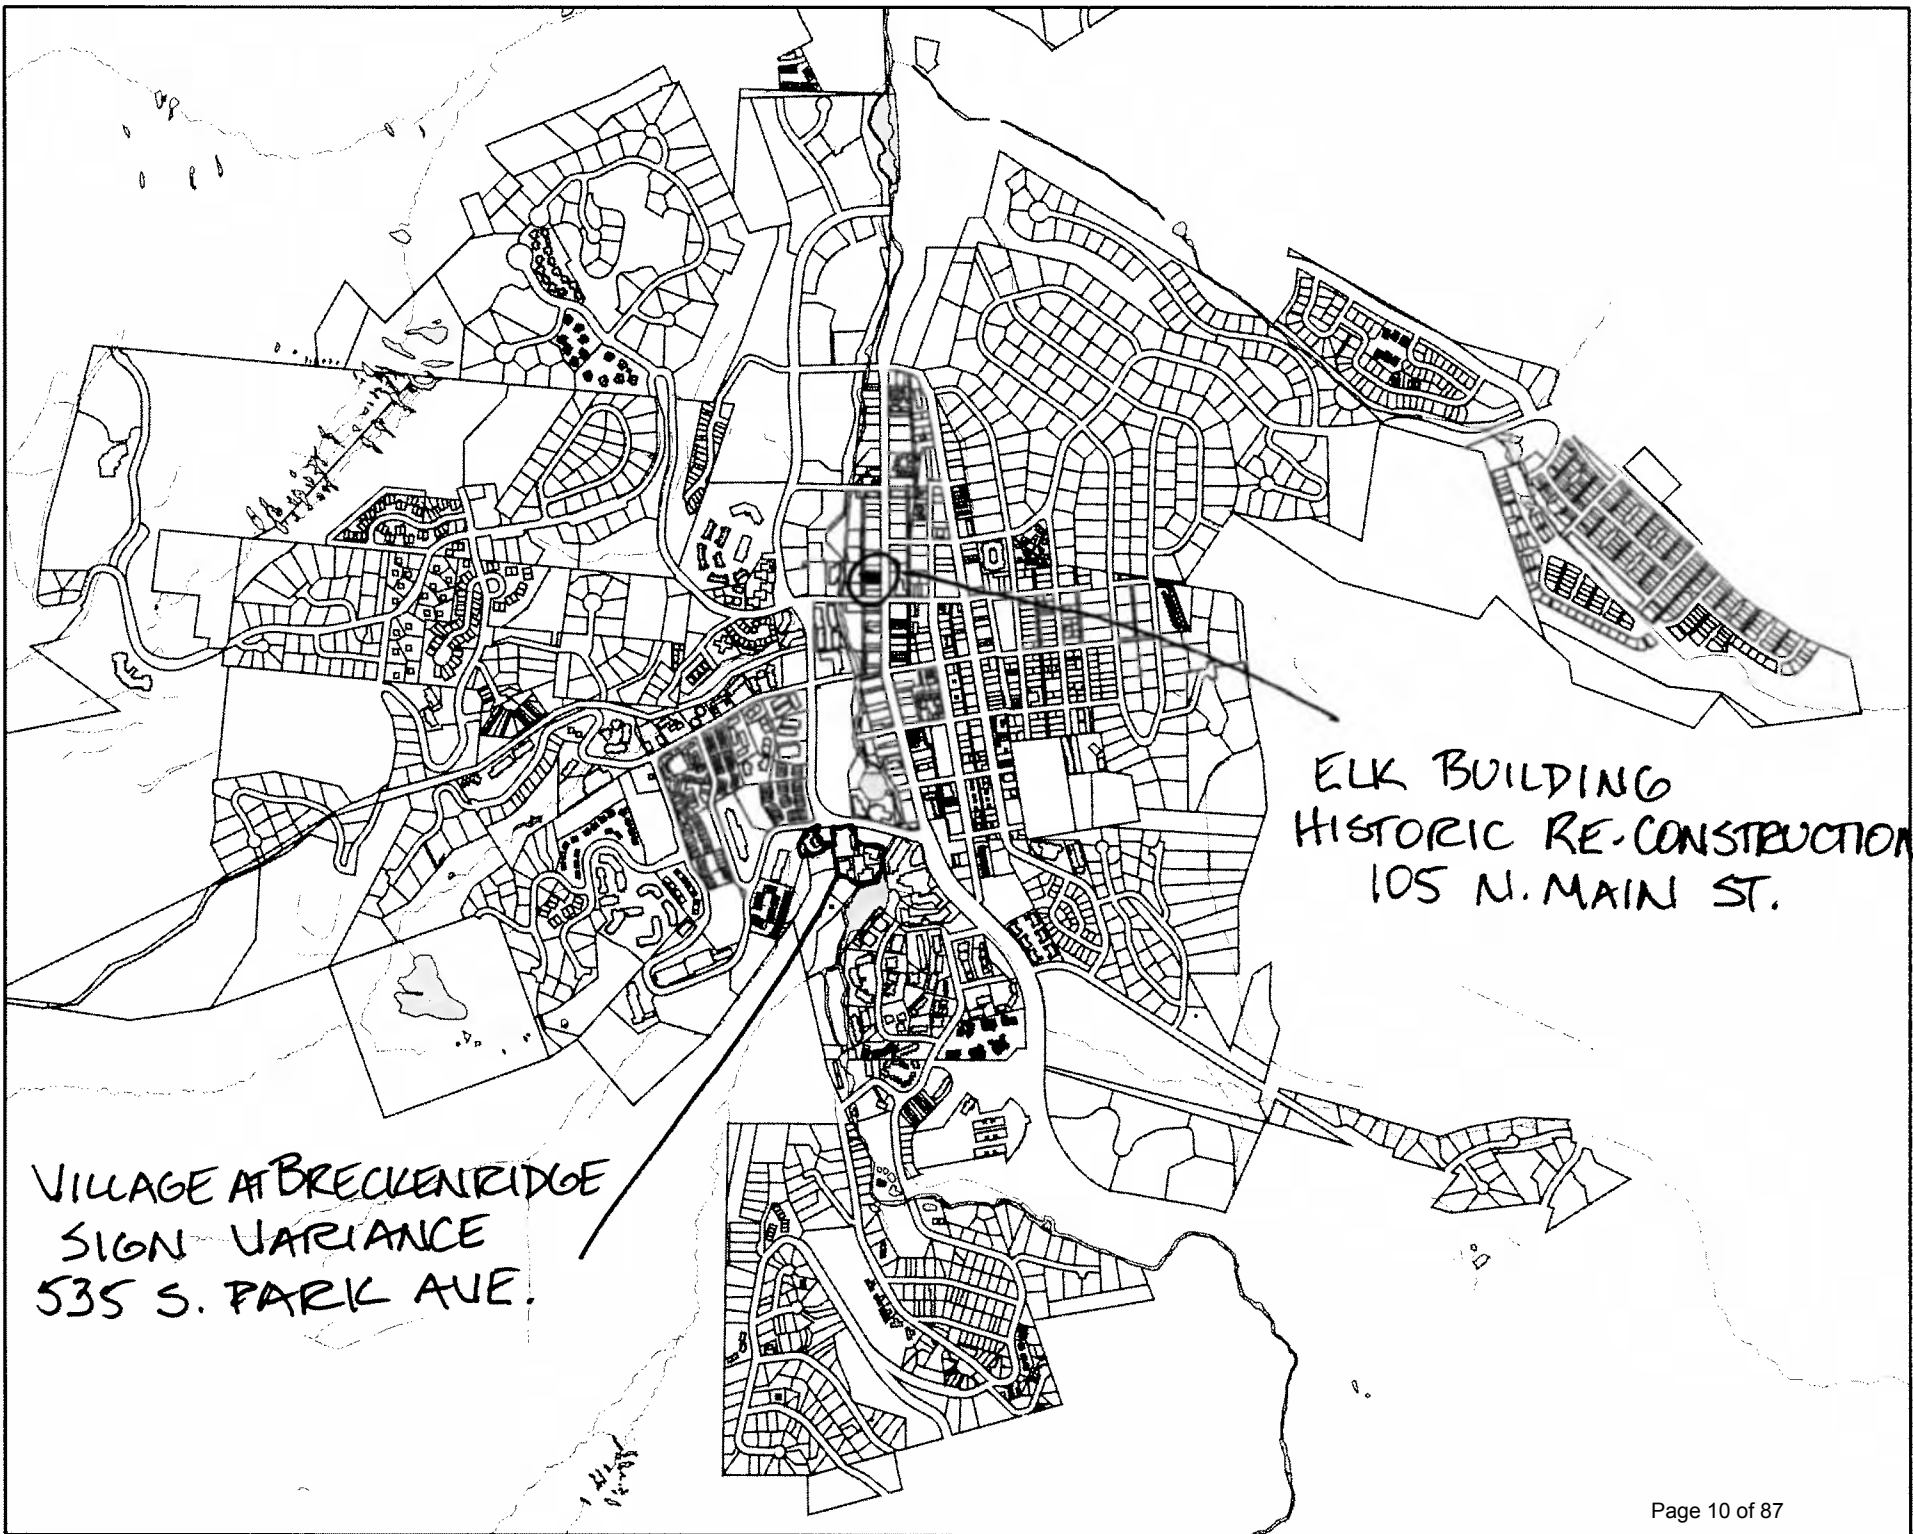 ELK BUILDING
HISTORIC RE-CONSTRUCTION
105 N. MAIN ST.
VILLAGE AT BRECKENRIDGE
SIGN VARIANCE
535 S. PARK AVE.
Page 10 of 87